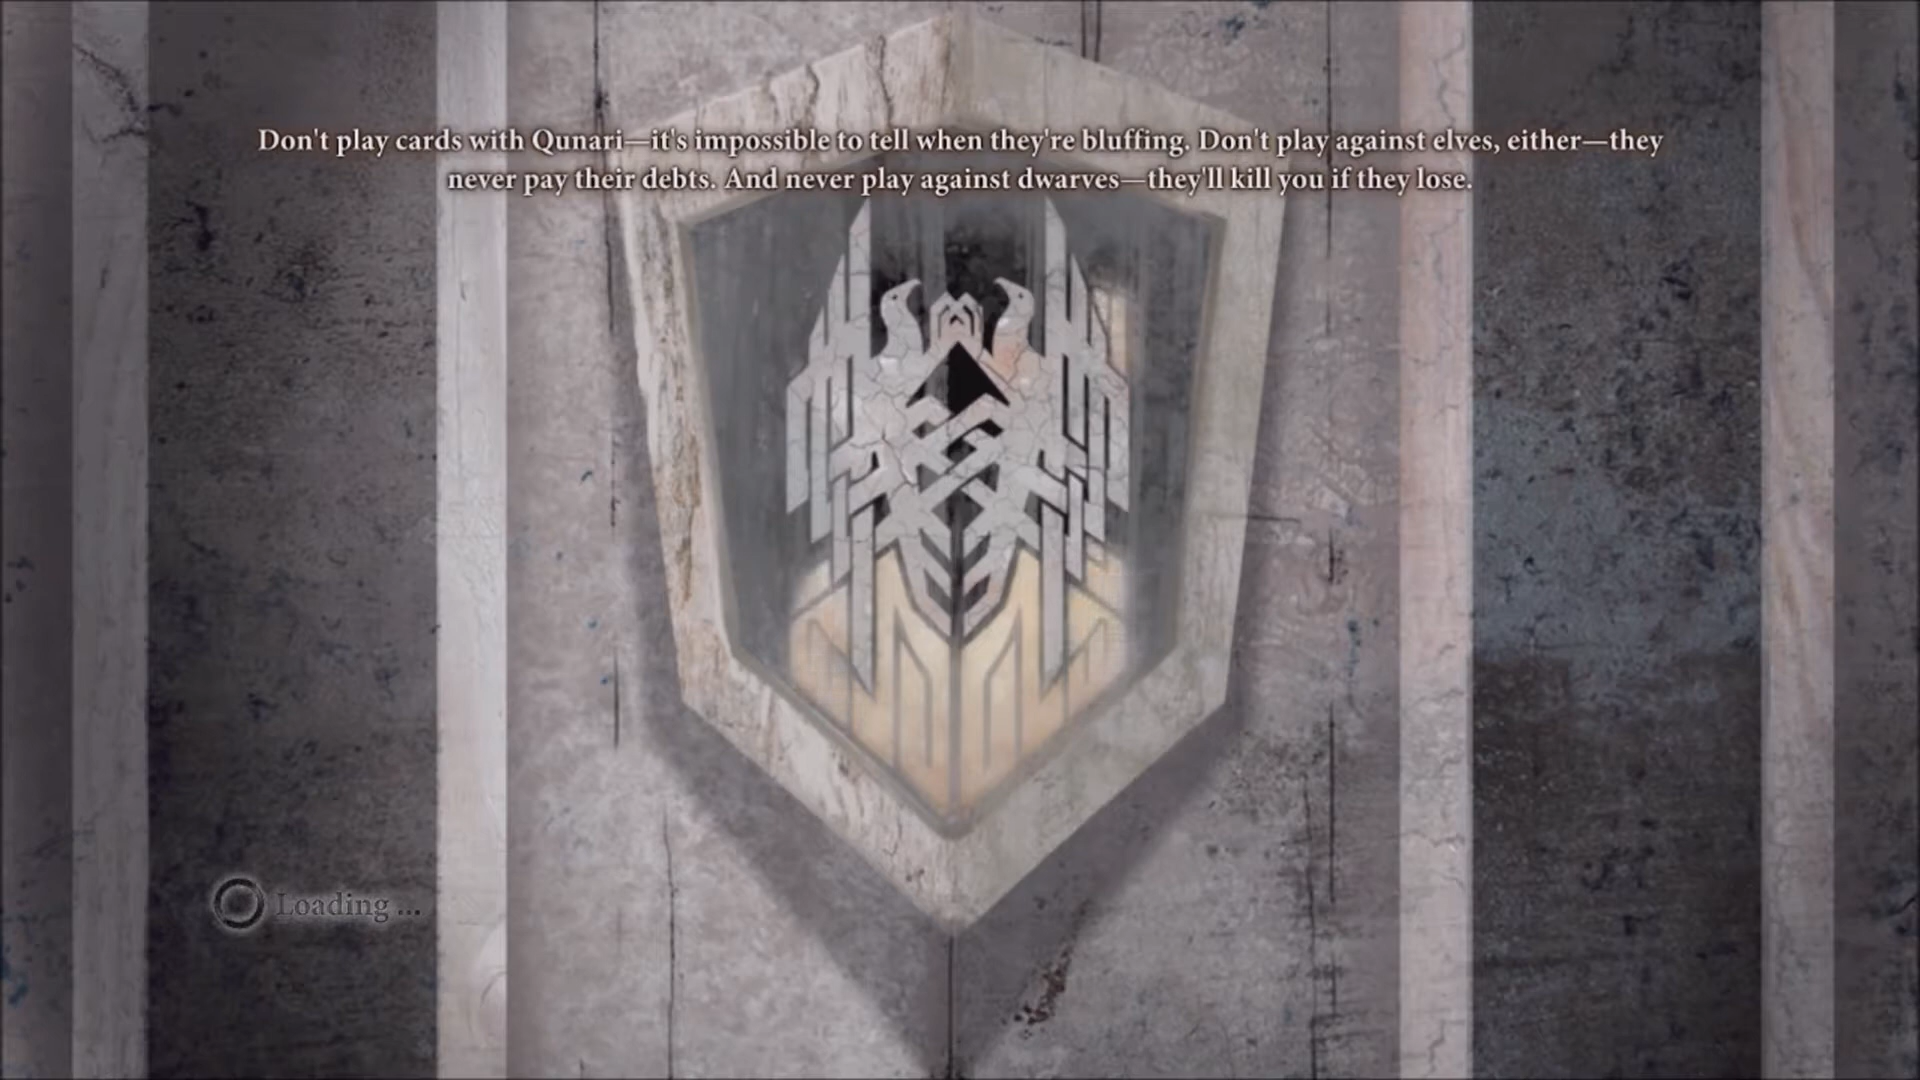 Don't play cards with Qunari—it's impossible to tell when they're bluffing. Don't play against elves, either—they
never pay their debts. And never play against dwarves—they'll kill you if they lose.
Loading ...